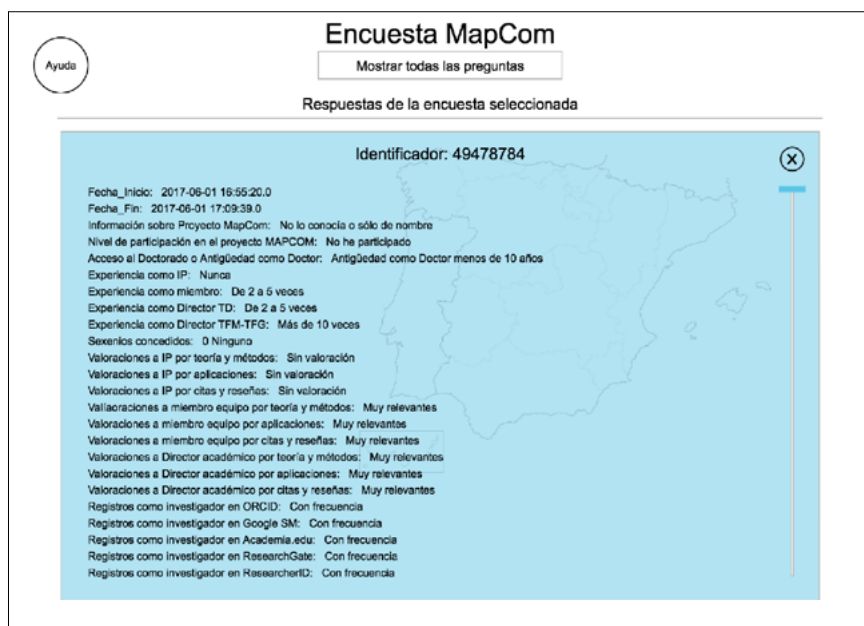 Encuesta MapCom
Ayuda
Mostrar todas las preguntas
Respuestas de la encuesta seleccionada
Identificador: 49478784
X
Fecha_Inicio: 2017-06-01 16:55:20.0
Fecha_Fin: 2017-06-01 17:09:39.0
Información sobre Proyecto MapCom: No lo conocía o sólo de nombre
Nivel de participación en el proyecto MAPCOM: No he participado
Acceso al Doctorado o Antigüedad como Doctor: Antigüedad como Doctor menos de 10 años
Experiencia como IP: Nunca
Experiencia como miembro: De 2 a 5 veces
Experiencia como Director TD: De 2 a 5 veces
Experiencia como Director TFM-TFG: Más de 10 veces
Sexenios concedidos: 0 Ninguno
Valoraciones a IP por teoría y métodos: Sin valoración
Valoraciones a IP por aplicaciones: Sin valoración
Valoraciones a IP por citas y reseñas: Sin valoración
Vallaoraciones a miembro equipo por teoría y métodos: Muy relevantes
Valoraciones a miembro equipo por aplicaciones: Muy relevantes
Valoraciones a miembro equipo por citas y reseñas: Muy relevantes
Valoraciones a Director académico por teoría y métodos: Muy relevantes
Valoraciones a Director académico por aplicaciones: Muy relevantes
Valoraciones a Director académico por citas y reseñas: Muy relevantes
Registros como investigador en ORCID: Con frecuencia
Registros como investigador en Google SM: Con frecuencia
Registros como investigador en Academia.edu: Con frecuencia
Registros como investigador en ResearchGate: Con frecuencia
Registros como investigador en ResearcherID: Con frecuencia